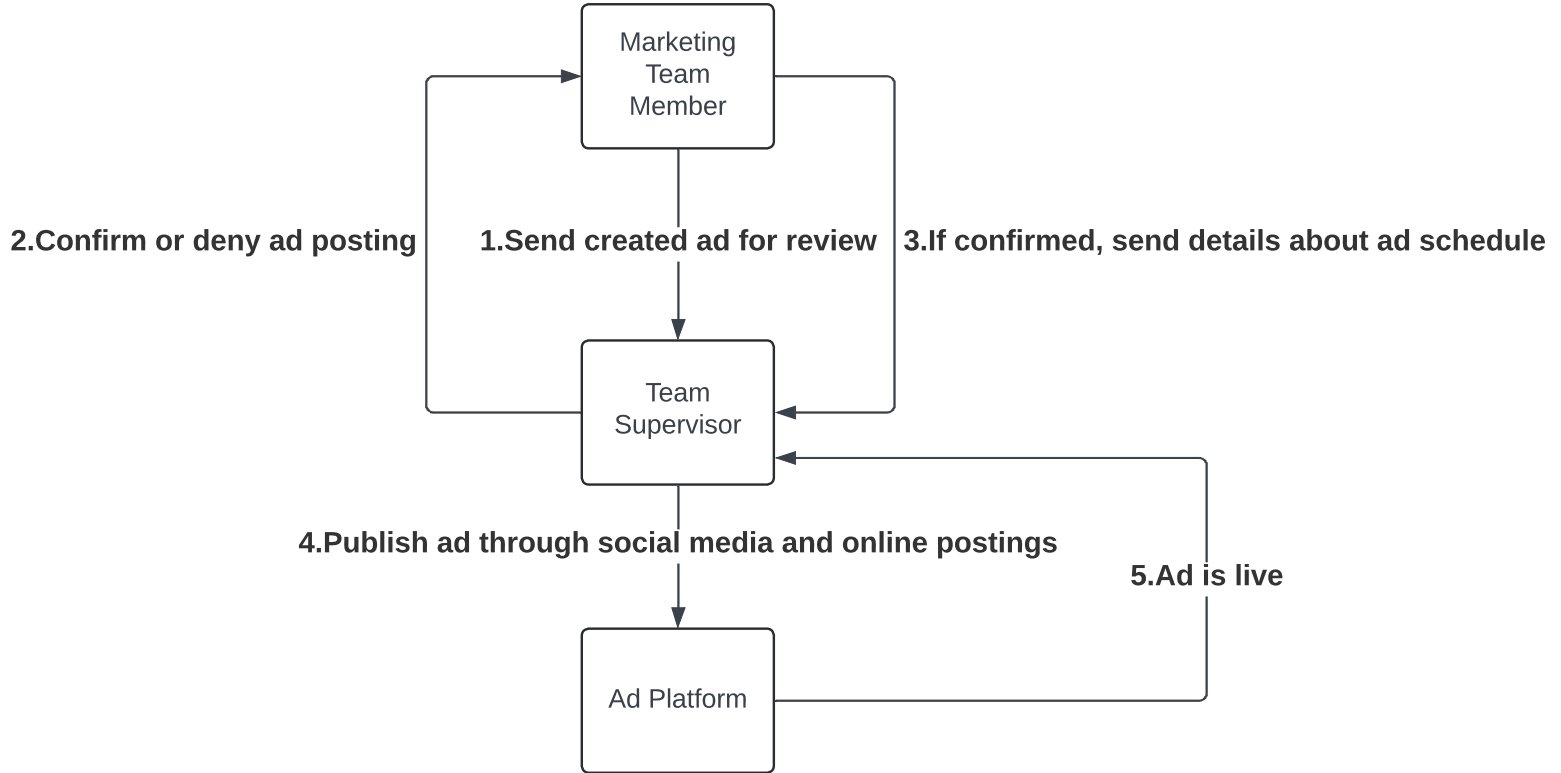 Marketing
Team
Member
2.Confirm or deny ad posting
1.Send created ad for review
3.If confirmed, send details about ad schedule
Team
Supervisor
4.Publish ad through social media and online postings
5.Ad is live
Ad Platform